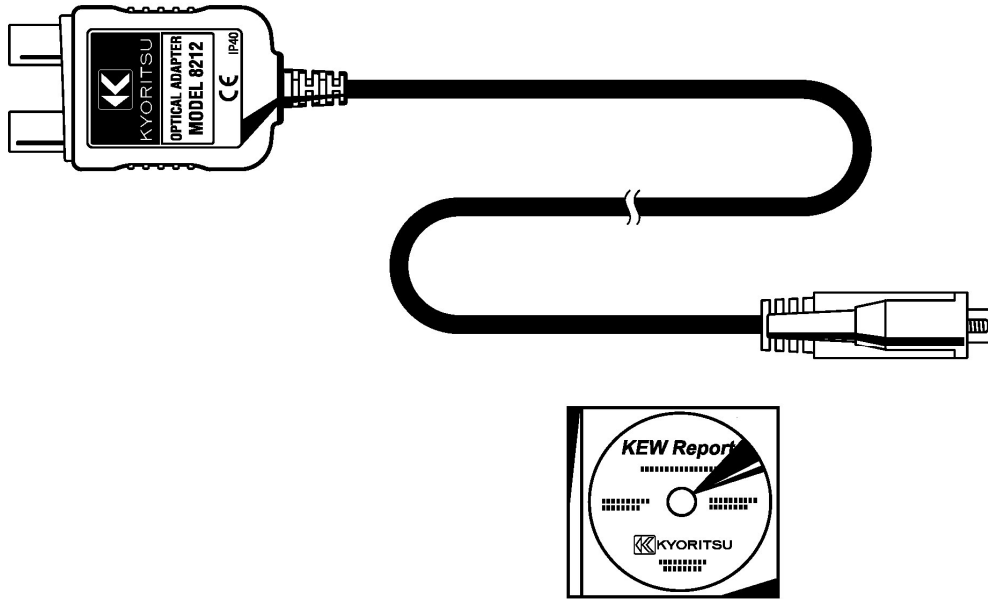 KYORITSU
OPTICAL ADAPTER
MODEL 8212
CE IP40
KEW Report
KYORITSU